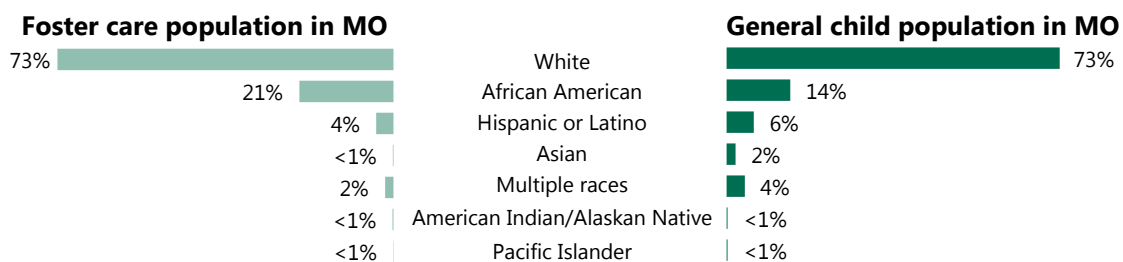 Foster care population in MO General child population in MO
73% White 73%
21% African American 14%
4% Hispanic or Latino 6%
<1% Asian 2%
2% Multiple races 4%
<1% American Indian/Alaskan Native <1%
<1% Pacific Islander <1%